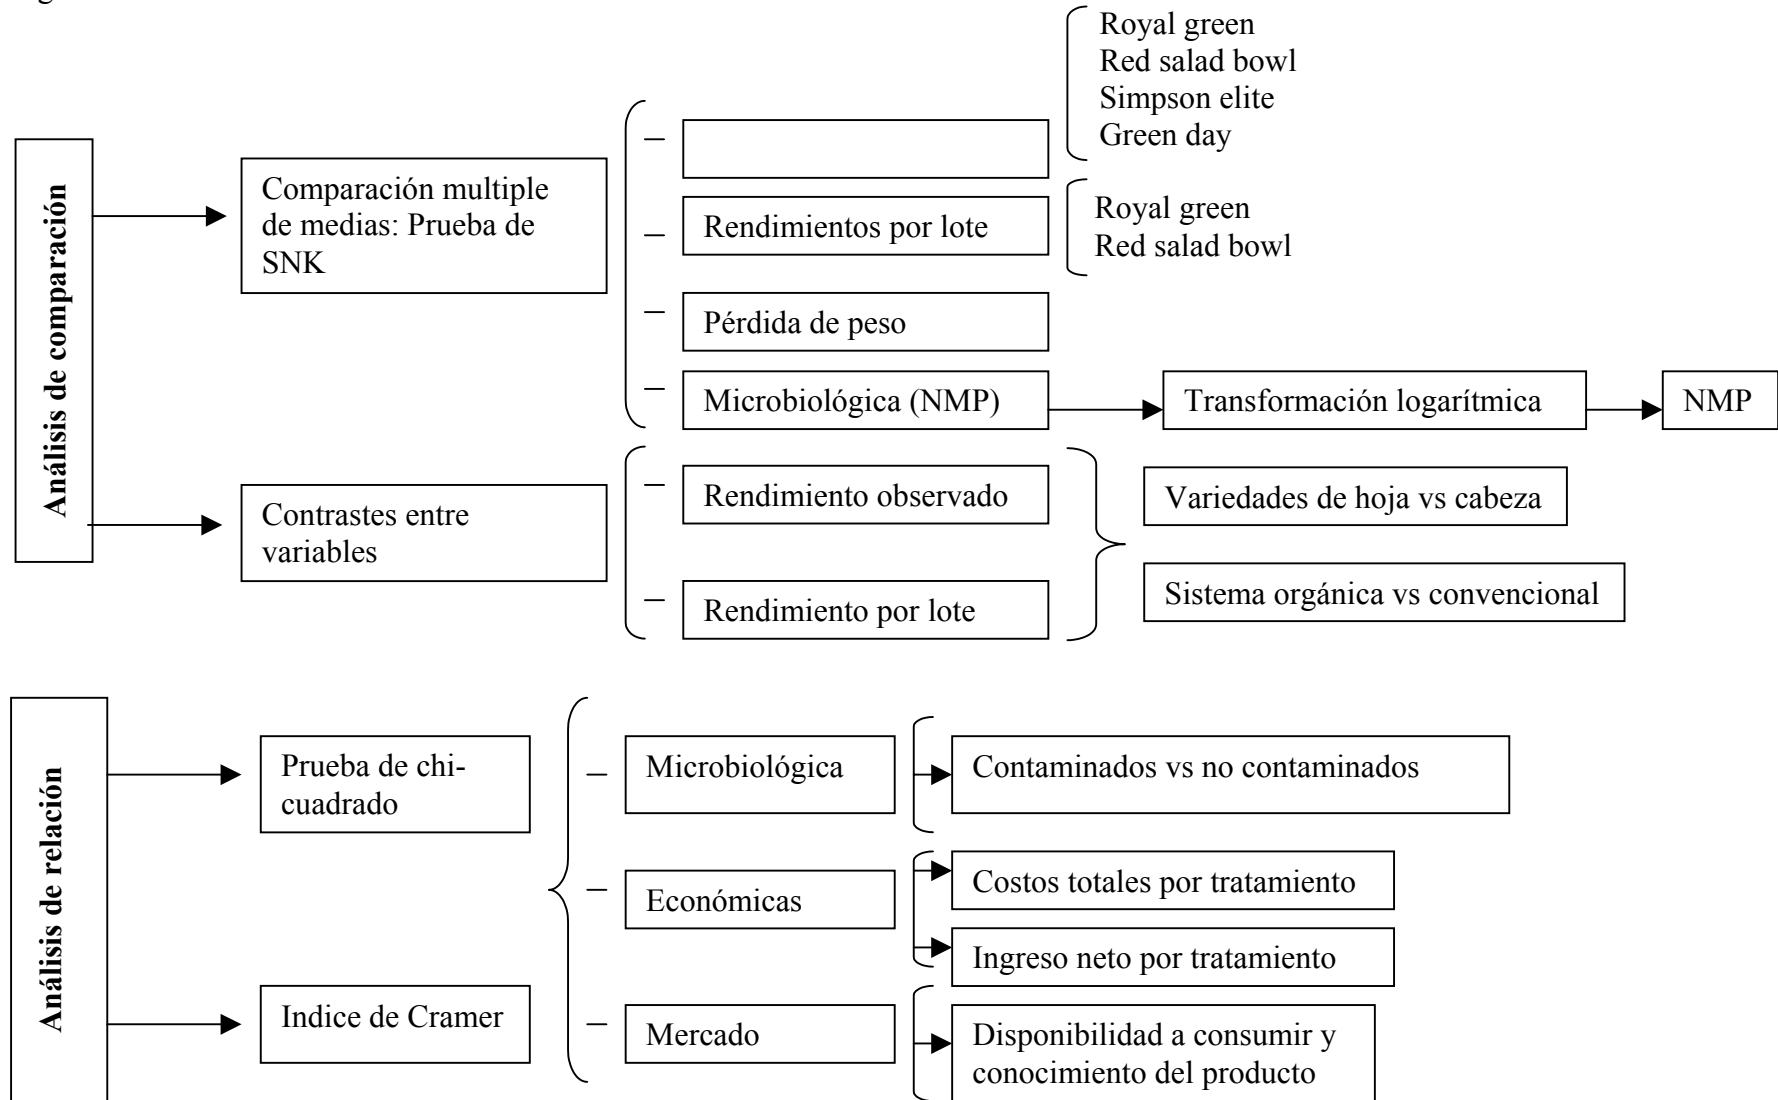 Royal green
Red salad bowl
Simpson elite
Green day
Análisis de comparación
Comparación multiple
de medias: Prueba de
SNK
Rendimientos por lote
Royal green
Red salad bowl
Pérdida de peso
Microbiológica (NMP)
Transformación logarítmica
NMP
Contrastes entre
variables
Rendimiento observado
Rendimiento por lote
Variedades de hoja vs cabeza
Sistema orgánica vs convencional
Análisis de relación
Prueba de chi-
cuadrado
Indice de Cramer
Microbiológica
Contaminados vs no contaminados
Económicas
Costos totales por tratamiento
Ingreso neto por tratamiento
Mercado
Disponibilidad a consumir y
conocimiento del producto